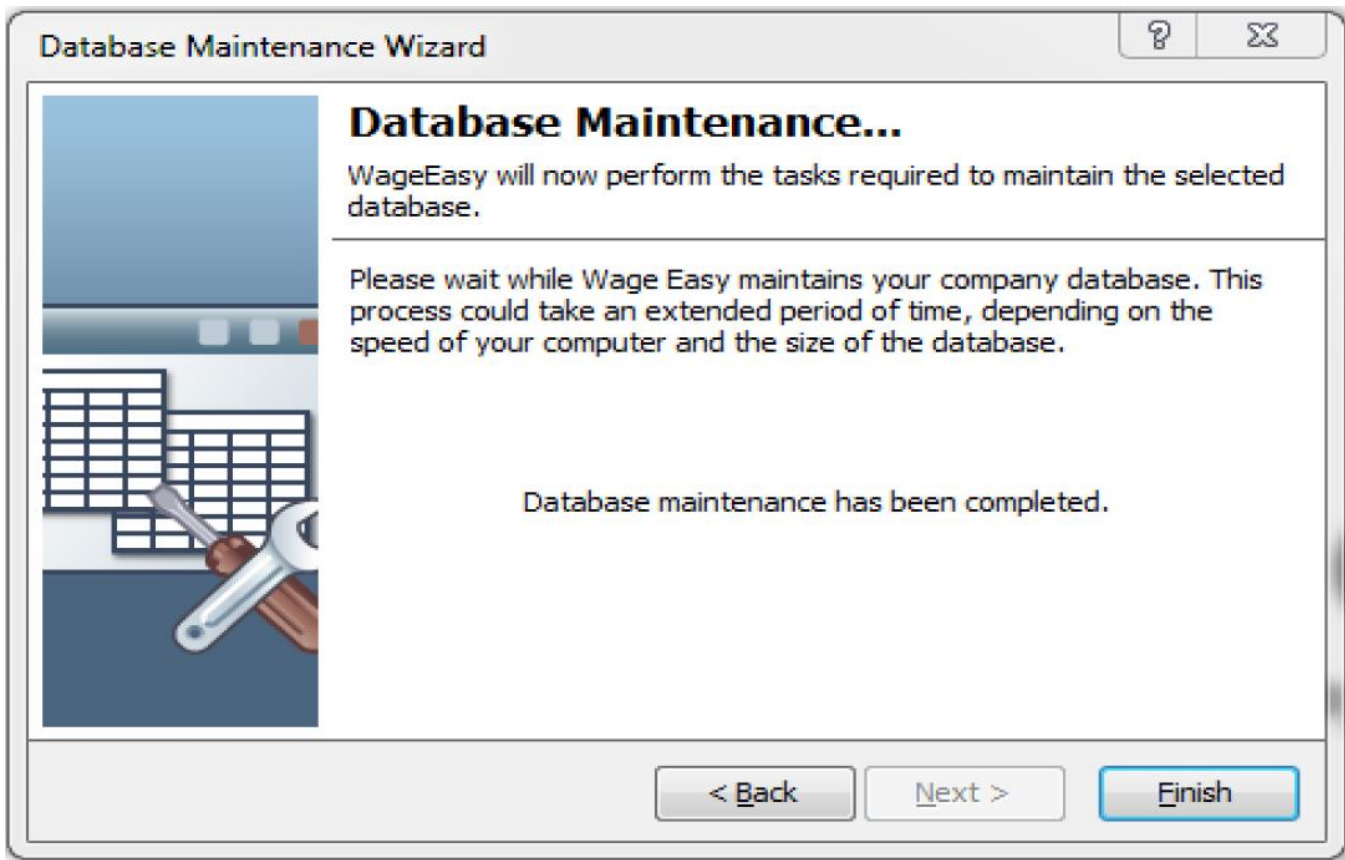 Database Maintenance Wizard
Database Maintenance...
WageEasy will now perform the tasks required to maintain the selected
database.
Please wait while Wage Easy maintains your company database. This
process could take an extended period of time, depending on the
speed of your computer and the size of the database.
Database maintenance has been completed.
< Back
Next >
Finish